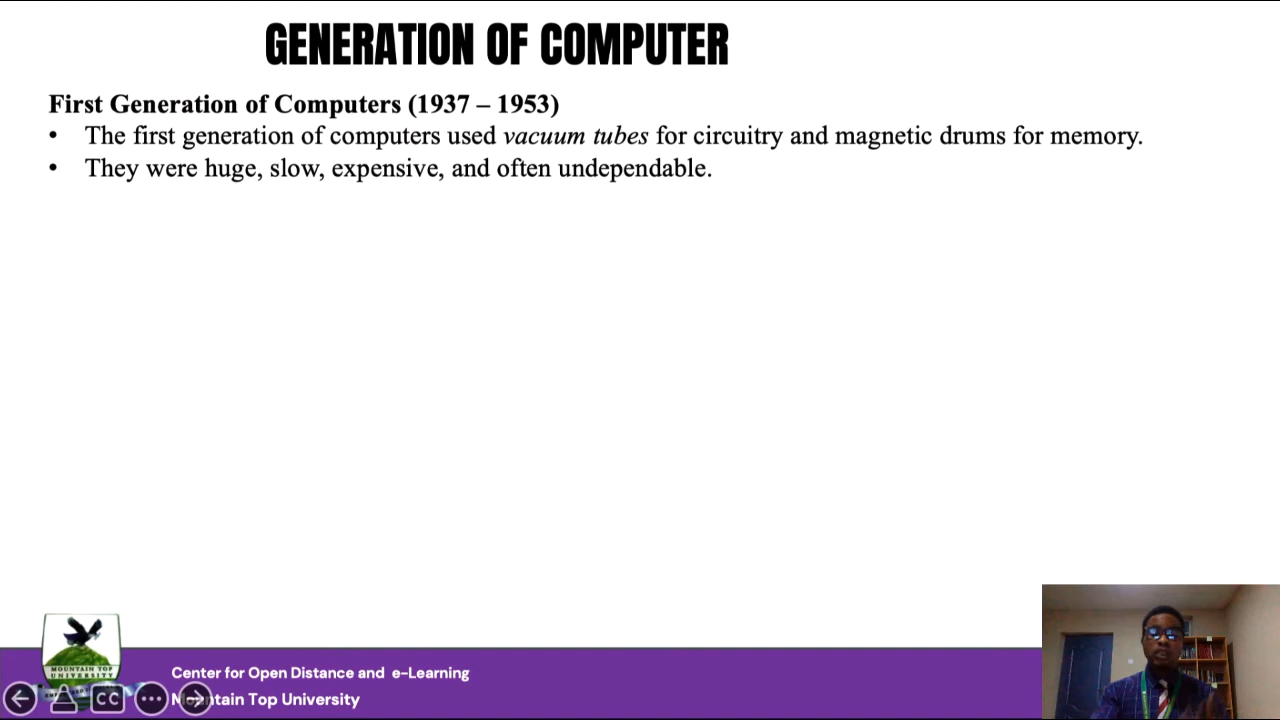 GENERATION OF COMPUTER
First Generation of Computers (1937 – 1953)
• The first generation of computers used vacuum tubes for circuitry and magnetic drums for memory.
• They were huge, slow, expensive, and often undependable.
MOUNTAIN TOP
UNIVERSITY
Center for Open Distance and e-Learning
CC
Mountain Top University